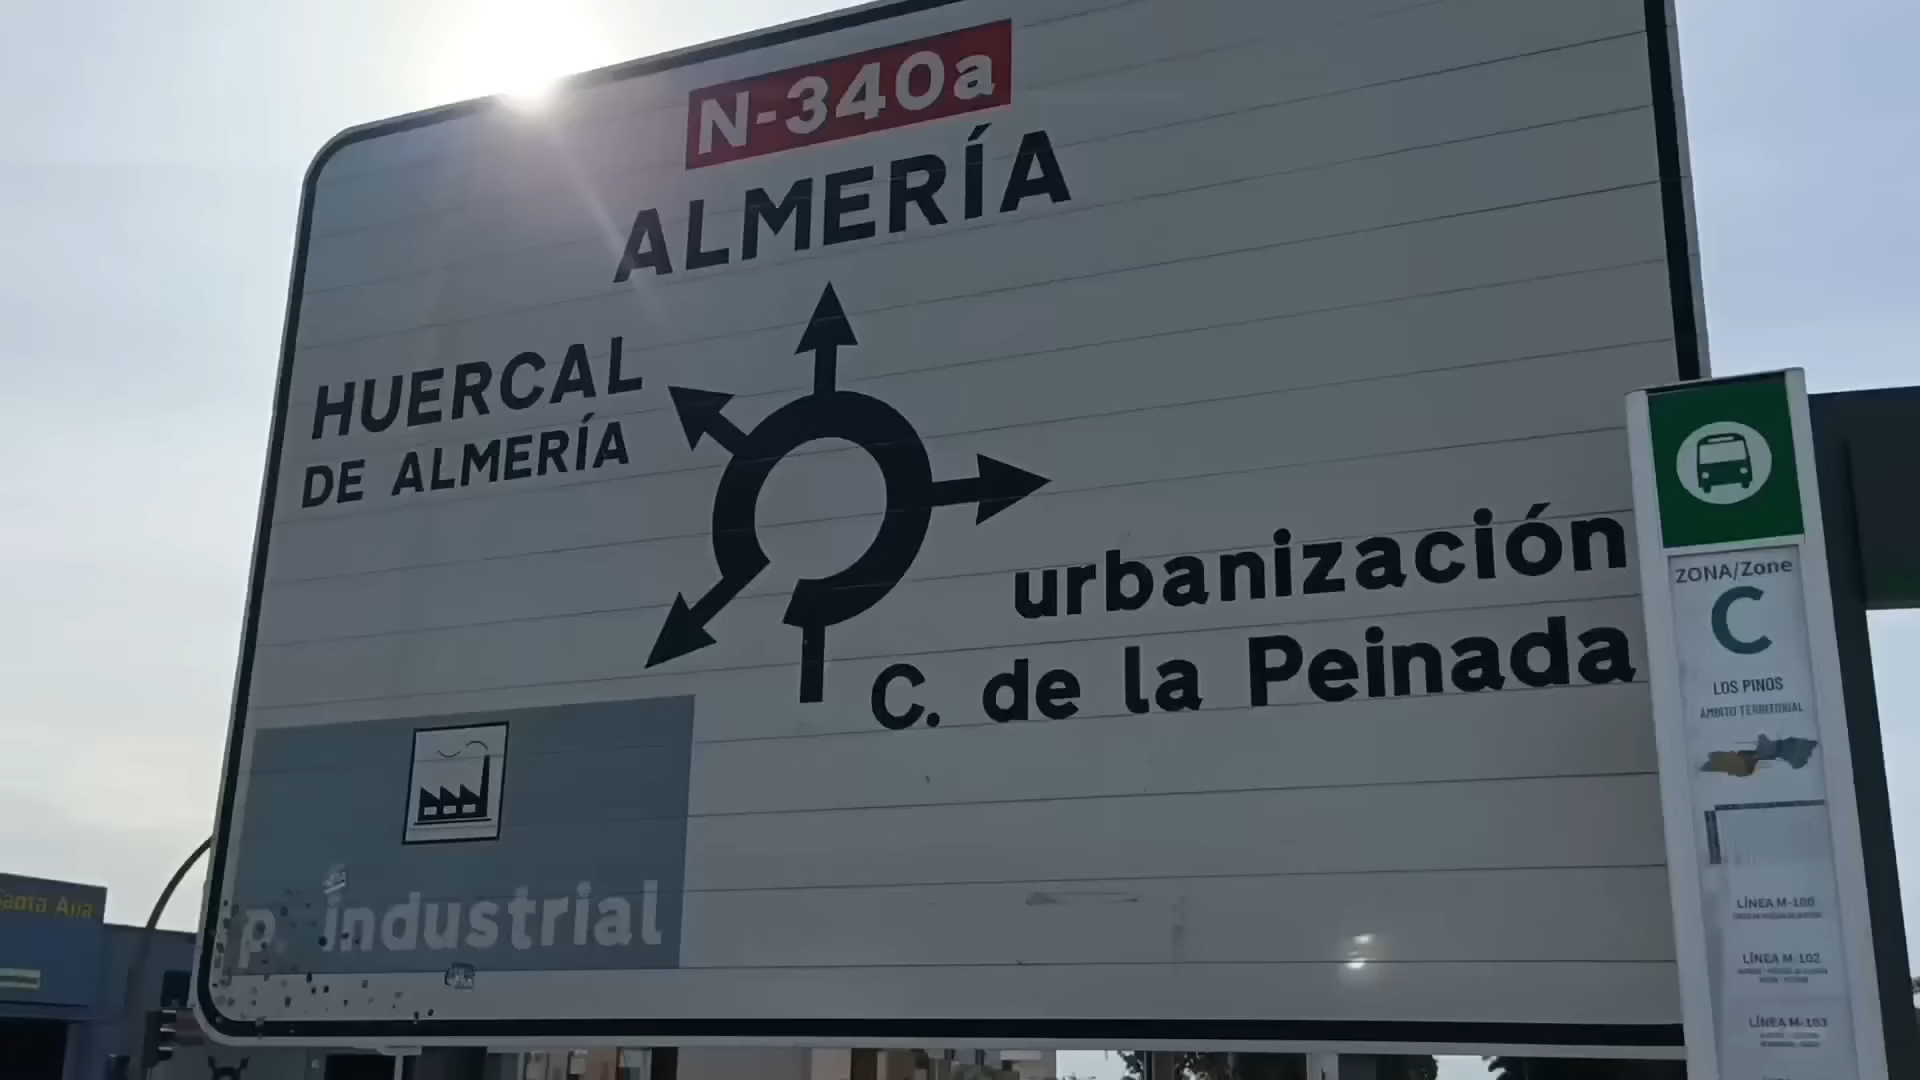 N-340a
ALMERÍA
HUERCAL
DE ALMERÍA
urbanización
C. de la Peinada
p. industrial
ZONA/Zone
C
LOS PINOS
ÁMBITO TERRITORIAL
LÍNEA M-100
LÍNEA M-102
LÍNEA M-103
Santa Ana